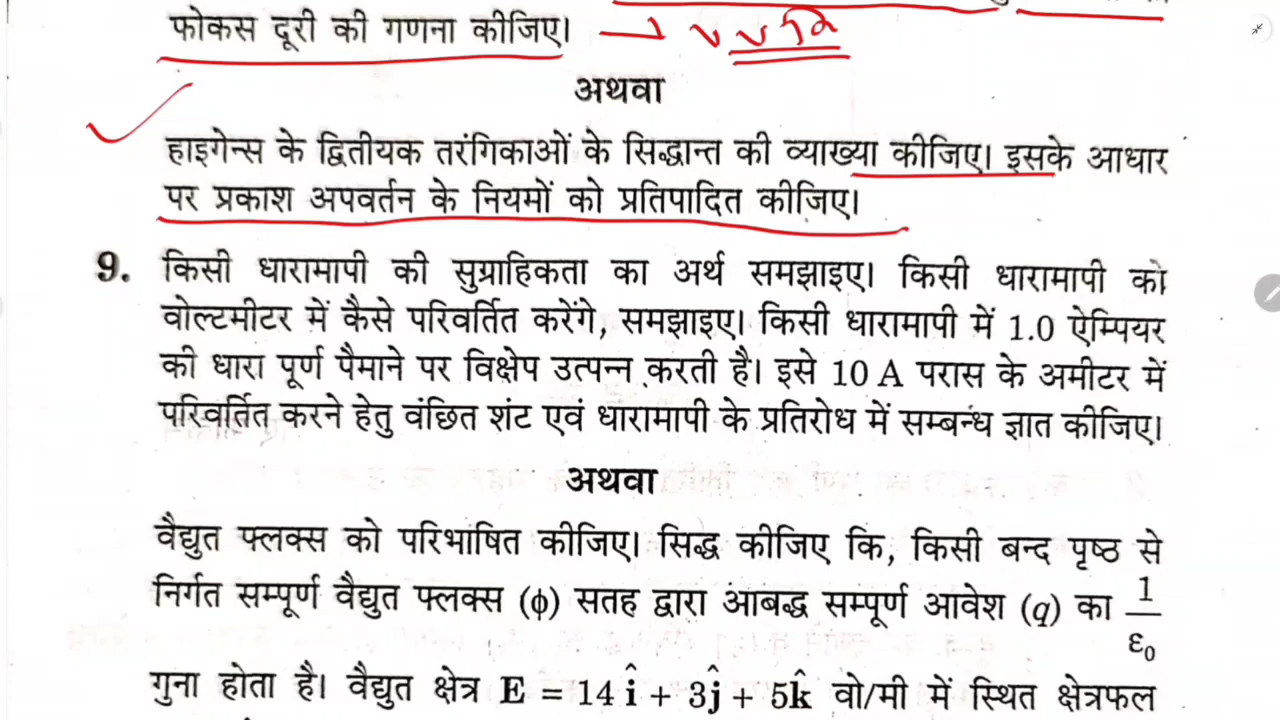 फोकस दूरी की गणना कीजिए।
अथवा
हाइगेन्स के द्वितीयक तरंगिकाओं के सिद्धान्त की व्याख्या कीजिए। इसके आधार
पर प्रकाश अपवर्तन के नियमों को प्रतिपादित कीजिए।
9. किसी धारामापी की सुग्राहिकता का अर्थ समझाइए। किसी धारामापी को
वोल्टमीटर में कैसे परिवर्तित करेंगे, समझाइए। किसी धारामापी में 1.0 ऐम्पियर
की धारा पूर्ण पैमाने पर विक्षेप उत्पन्न करती है। इसे 10 A परास के अमीटर में
परिवर्तित करने हेतु वंछित शंट एवं धारामापी के प्रतिरोध में सम्बन्ध ज्ञात कीजिए।
अथवा
वैद्युत फ्लक्स को परिभाषित कीजिए। सिद्ध कीजिए कि, किसी बन्द पृष्ठ से
निर्गत सम्पूर्ण वैद्युत फ्लक्स (ϕ) सतह द्वारा आबद्ध सम्पूर्ण आवेश (q) का 1/ε₀
गुना होता है। वैद्युत क्षेत्र E = 14 î + 3ĵ + 5k̂ वो/मी में स्थित क्षेत्रफल